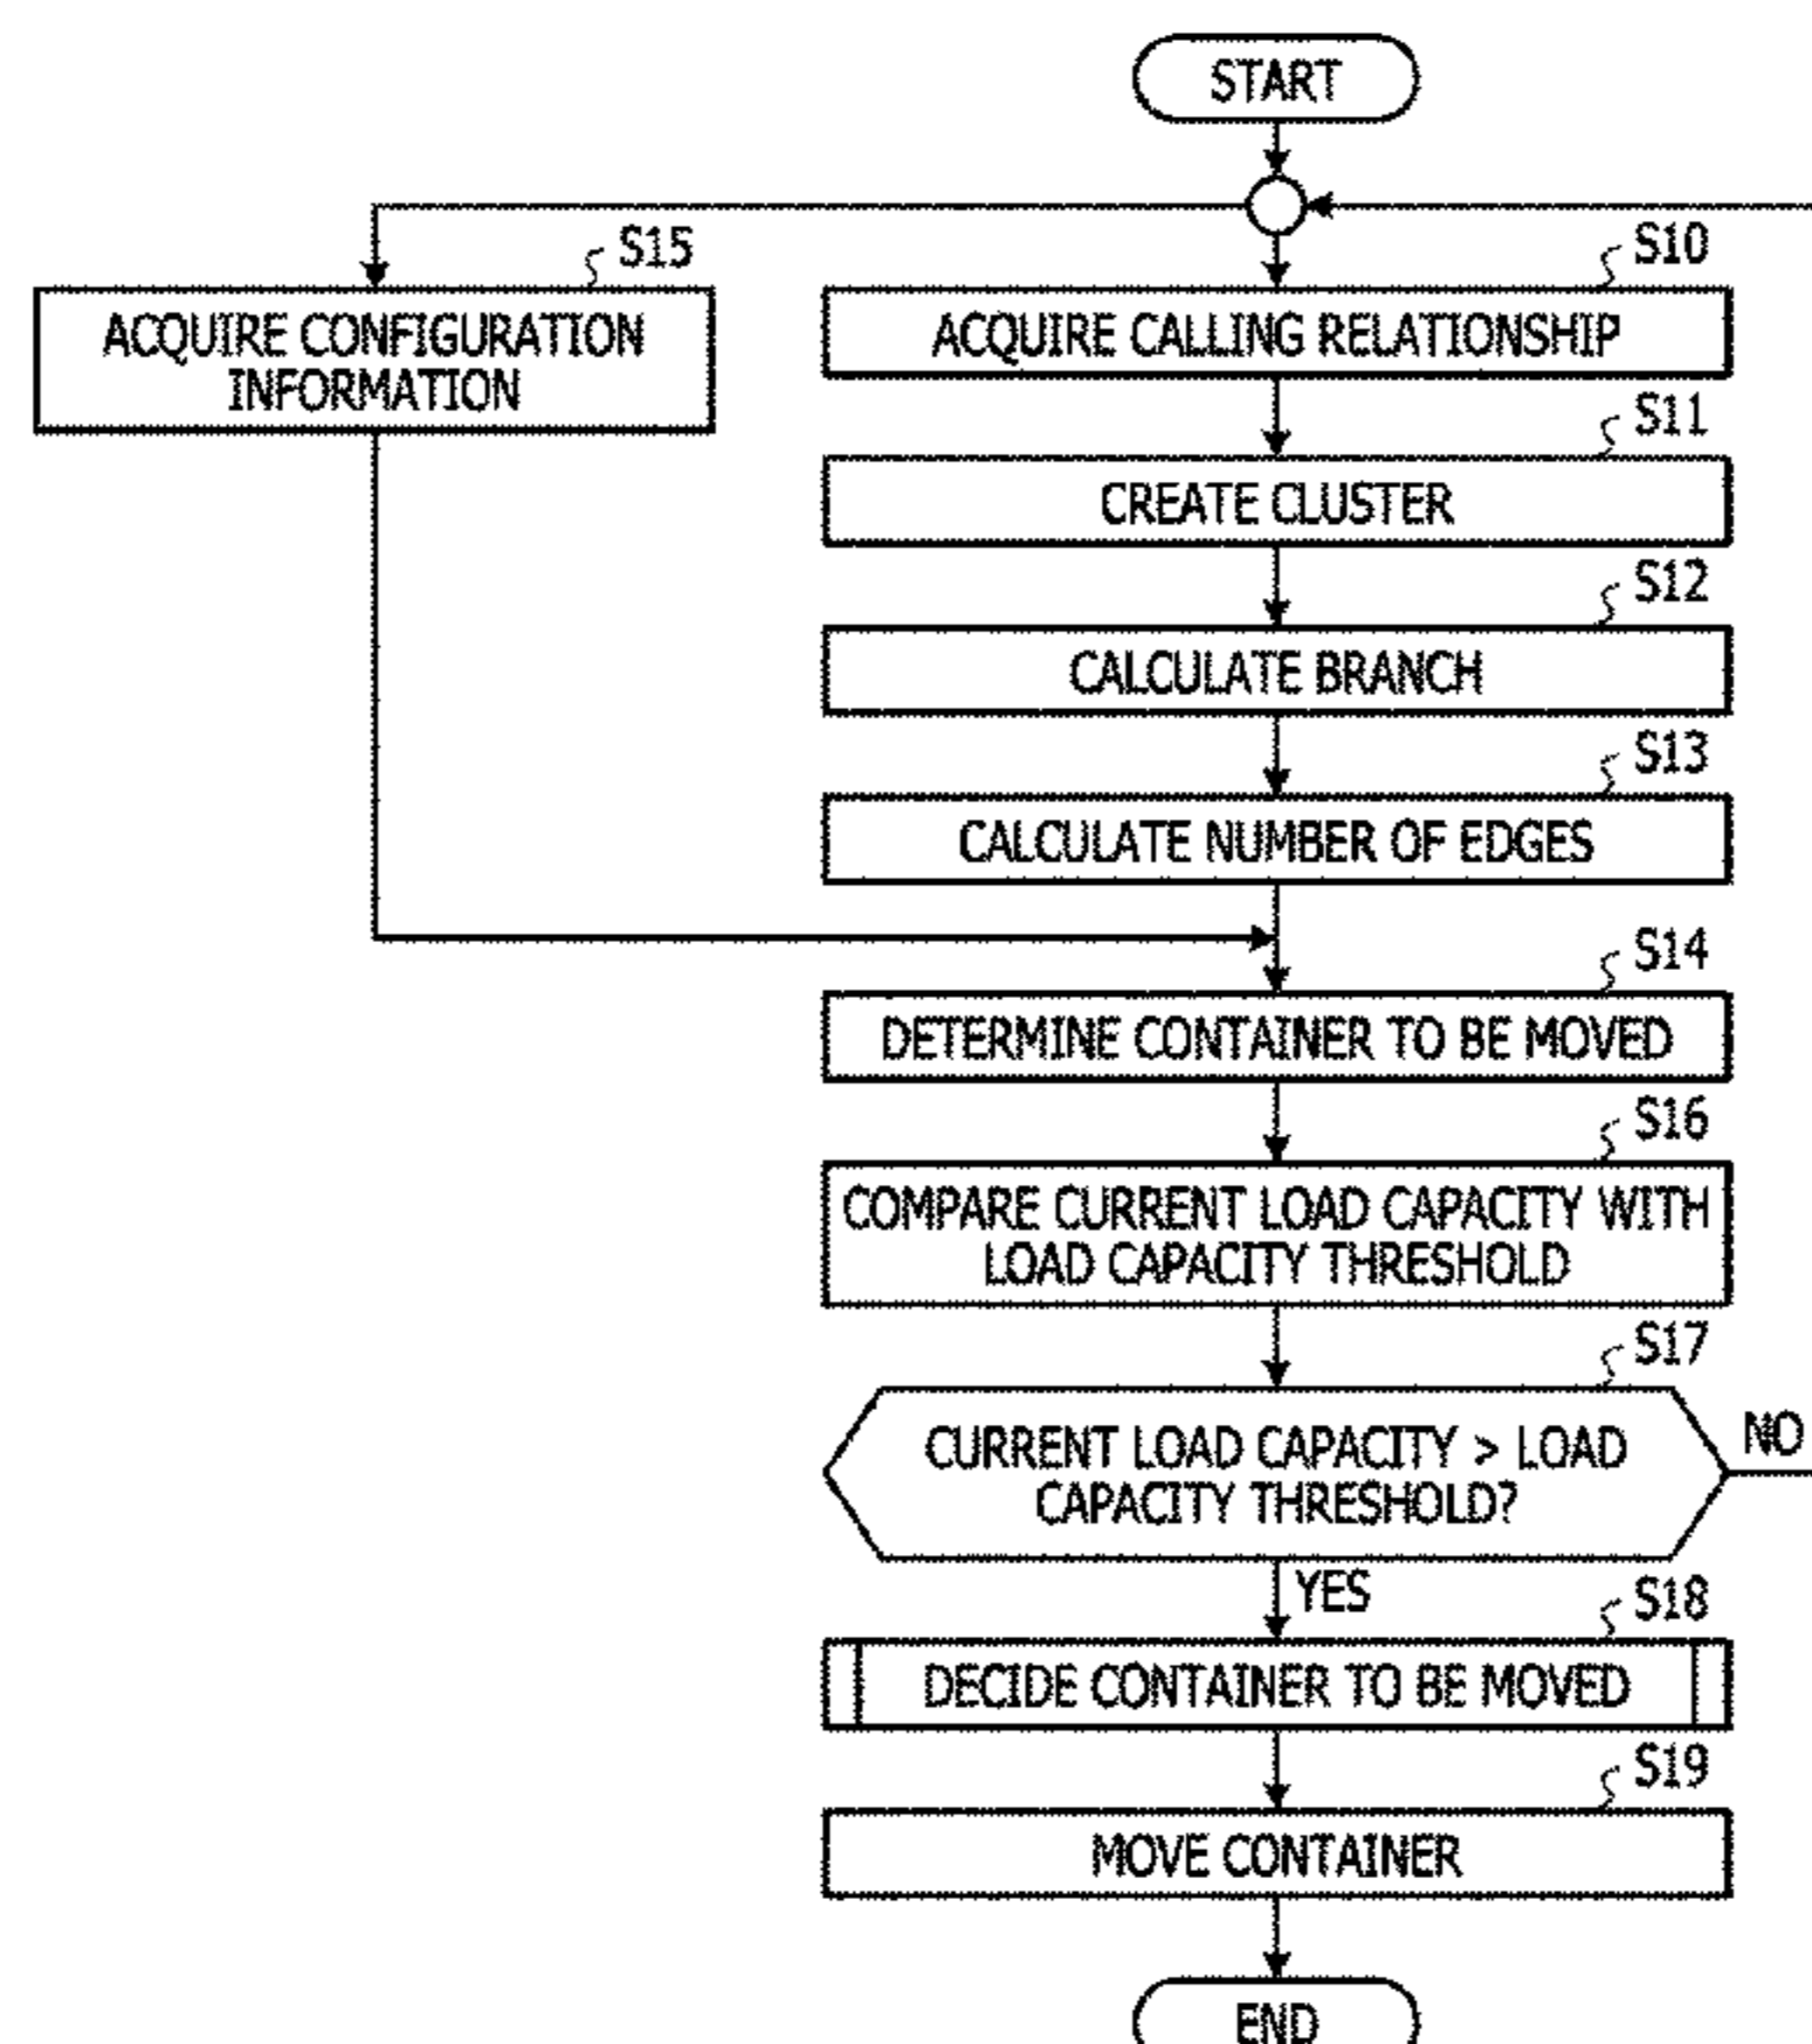 START
S15
ACQUIRE CONFIGURATION
INFORMATION
S10
ACQUIRE CALLING RELATIONSHIP
S11
CREATE CLUSTER
S12
CALCULATE BRANCH
S13
CALCULATE NUMBER OF EDGES
S14
DETERMINE CONTAINER TO BE MOVED
S16
COMPARE CURRENT LOAD CAPACITY WITH
LOAD CAPACITY THRESHOLD
S17
CURRENT LOAD CAPACITY > LOAD
CAPACITY THRESHOLD?
NO
YES
S18
DECIDE CONTAINER TO BE MOVED
S19
MOVE CONTAINER
END